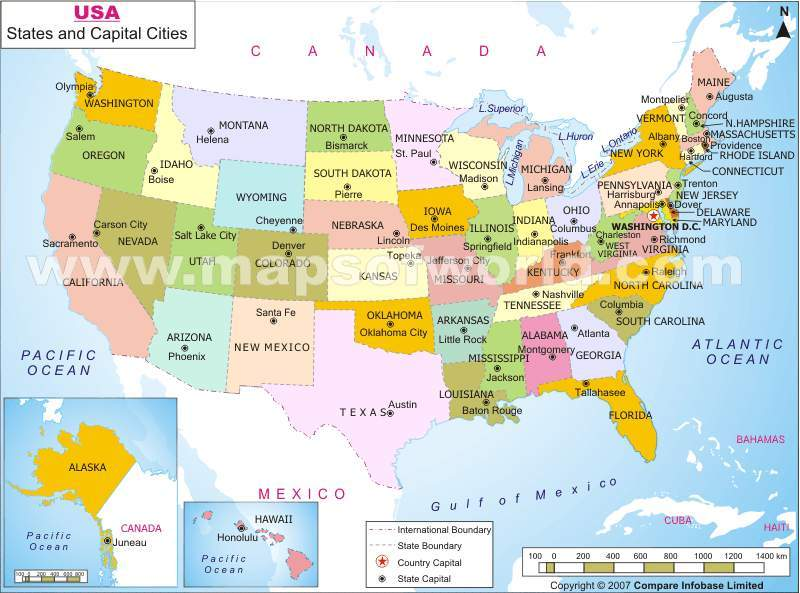 USA
States and Capital Cities
N
C A N A D A
Olympia
WASHINGTON
MONTANA
Helena
NORTH DAKOTA
Bismarck
MINNESOTA
St. Paul
L.Superior
L.Huron
L.Michigan
L.Ontario
L.Erie
MAINE
Augusta
Montpelier
VERMONT
Concord
N.HAMPSHIRE
MASSACHUSETTS
Albany
Boston
Providence
NEW YORK
Hartford
RHODE ISLAND
CONNECTICUT
Salem
OREGON
IDAHO
Boise
WYOMING
Cheyenne
SOUTH DAKOTA
Pierre
WISCONSIN
Madison
MICHIGAN
Lansing
PENNSYLVANIA
Harrisburg
Trenton
NEW JERSEY
Annapolis
Dover
DELAWARE
MARYLAND
WASHINGTON D.C.
Carson City
NEVADA
Sacramento
CALIFORNIA
Salt Lake City
UTAH
Denver
COLORADO
NEBRASKA
Lincoln
IOWA
Des Moines
ILLINOIS
Springfield
INDIANA
Indianapolis
OHIO
Columbus
Charleston
WEST
VIRGINIA
Richmond
VIRGINIA
www.mapsofworld.com
Topeka
KANSAS
Jefferson City
MISSOURI
Frankfort
KENTUCKY
Raleigh
NORTH CAROLINA
Nashville
TENNESSEE
Columbia
SOUTH CAROLINA
ARIZONA
Phoenix
Santa Fe
NEW MEXICO
OKLAHOMA
Oklahoma City
ARKANSAS
Little Rock
MISSISSIPPI
Jackson
ALABAMA
Montgomery
Atlanta
GEORGIA
PACIFIC
OCEAN
ATLANTIC
OCEAN
TEXAS
Austin
LOUISIANA
Baton Rouge
Tallahasee
FLORIDA
BAHAMAS
MEXICO
Gulf of Mexico
CUBA
HAITI
ALASKA
CANADA
Pacific
Ocean
Juneau
100 0 200 400 600 800
HAWAII
Honolulu
Pacific
Ocean
International Boundary
State Boundary
Country Capital
State Capital
100 0 200 400 600 800 1000 1200 1400 km
Copyright © 2007 Compare Infobase Limited